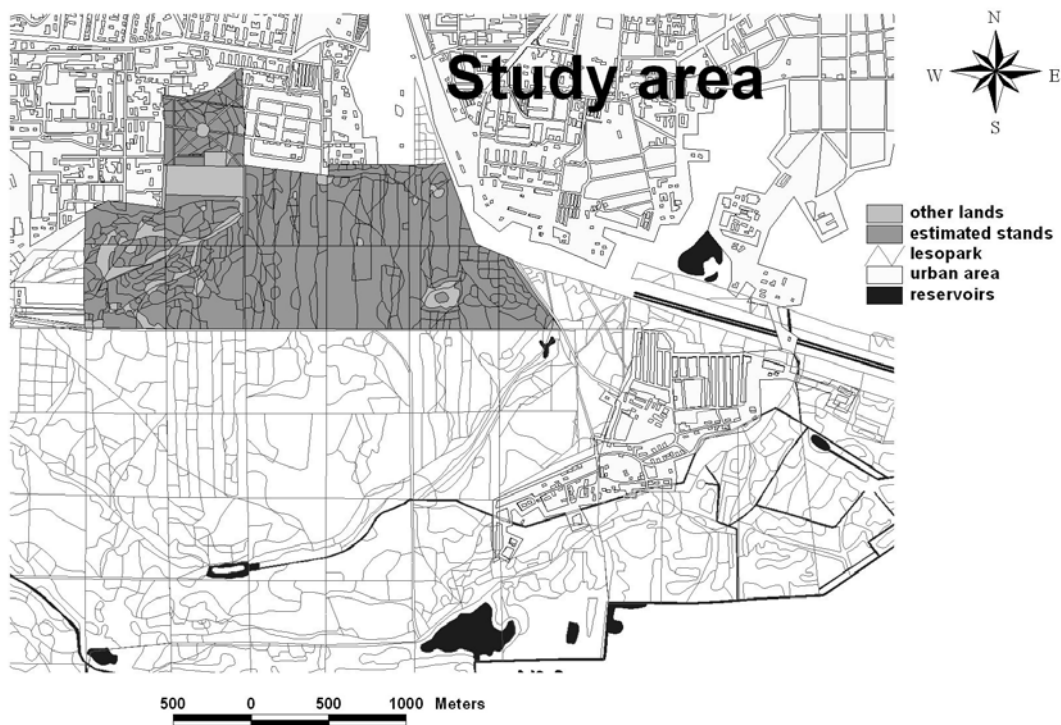 Study area
N
W E
S
other lands
estimated stands
lesopark
urban area
reservoirs
500 0 500 1000 Meters